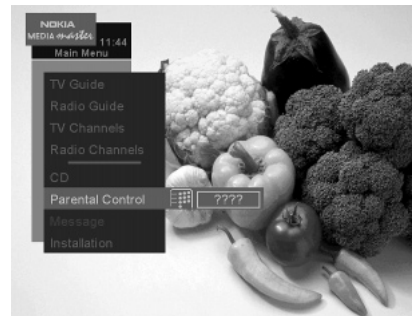 NOKIA
MEDIA master
11:44
Main Menu
TV Guide
Radio Guide
TV Channels
Radio Channels
CD
Parental Control ????
Message
Installation